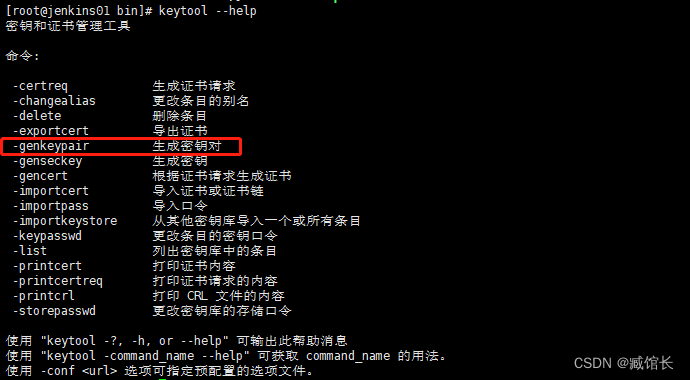 [root@jenkins01 bin]# keytool --help
密钥和证书管理工具
命令:
-certreq 生成证书请求
-changealias 更改条目的别名
-delete 删除条目
-exportcert 导出证书
-genkeypair 生成密钥对
-genseckey 生成密钥
-gencert 根据证书请求生成证书
-importcert 导入证书或证书链
-importpass 导入口令
-importkeystore 从其他密钥库导入一个或所有条目
-keypasswd 更改条目的密钥口令
-list 列出密钥库中的条目
-printcert 打印证书内容
-printcertreq 打印证书请求的内容
-printcrl 打印 CRL 文件的内容
-storepasswd 更改密钥库的存储口令
使用 "keytool -?, -h, or --help" 可输出此帮助消息
使用 "keytool -command_name --help" 可获取 command_name 的用法。
使用 -conf <url> 选项可指定预配置的选项文件。
CSDN @臧馆长